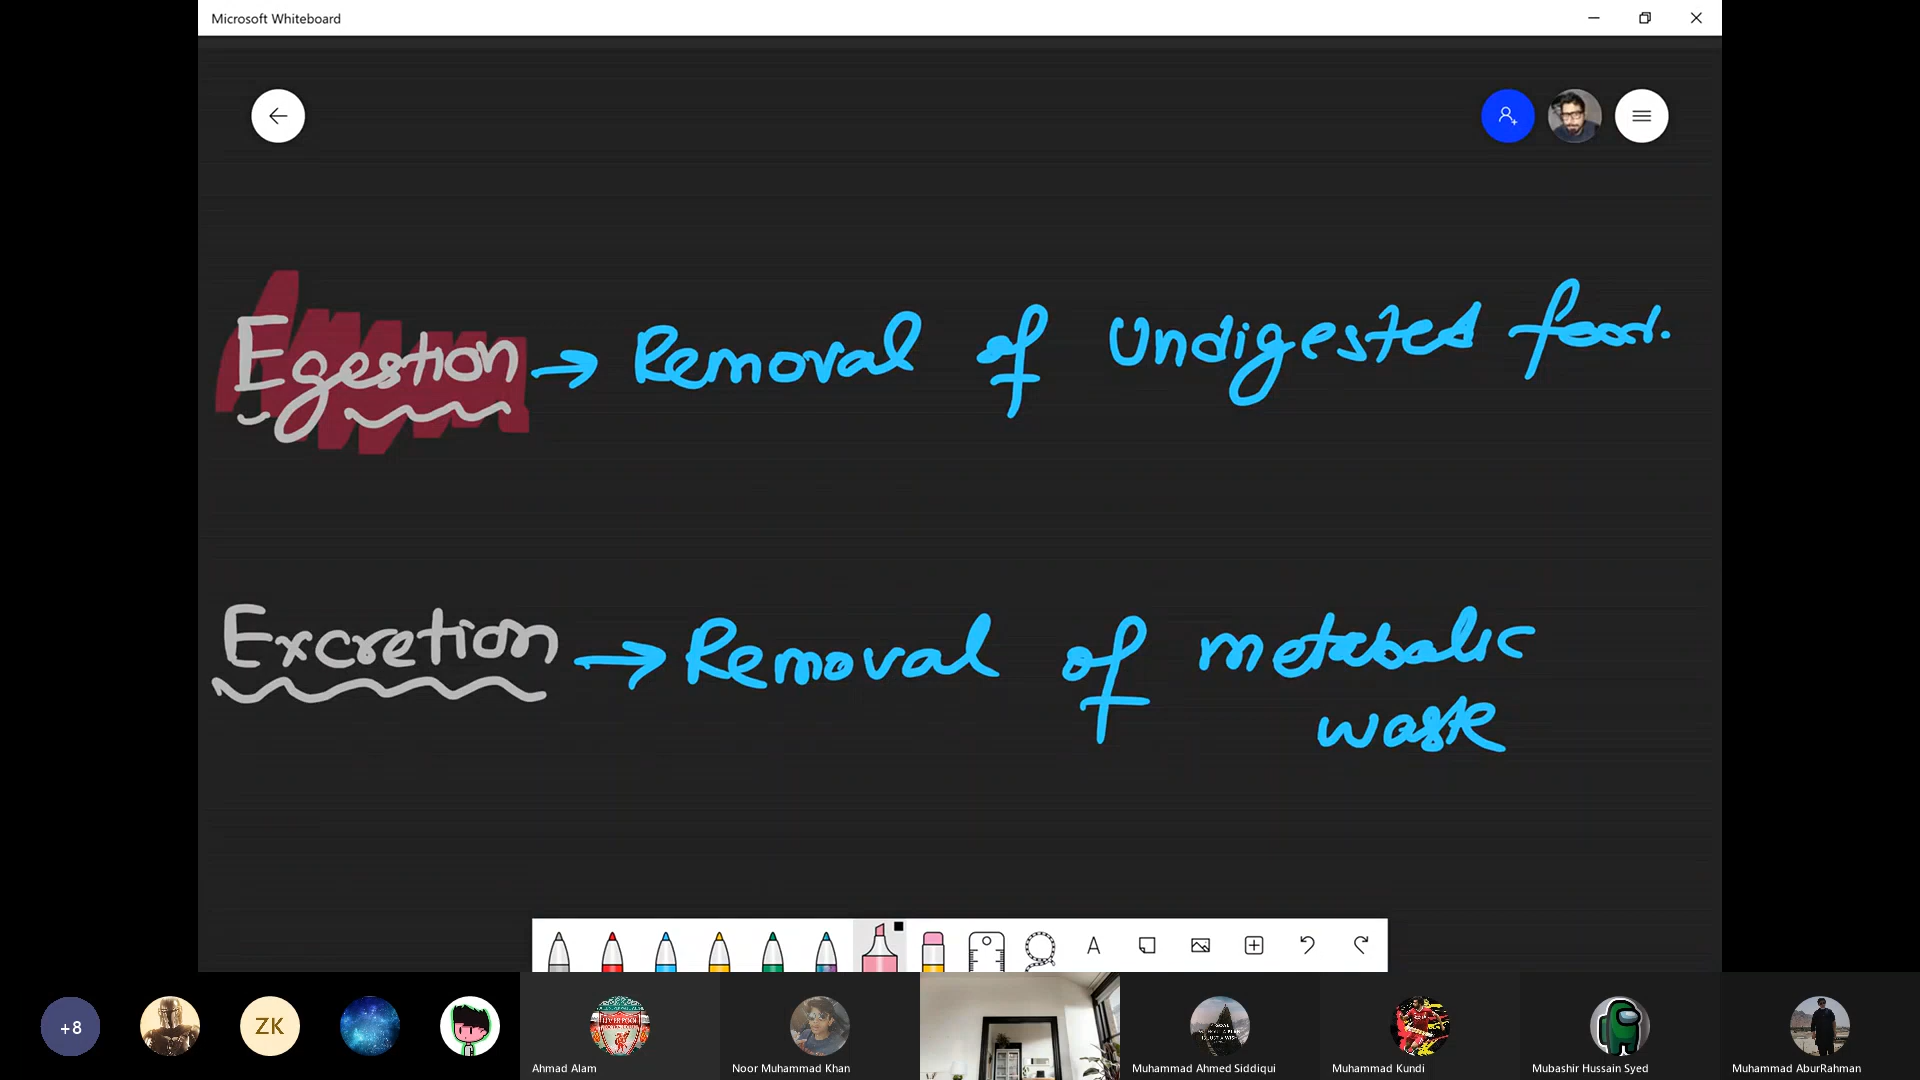 Microsoft Whiteboard
Egestion → Removal of Undigested food.
Excretion → Removal of metabolic
waste
A
+8
ZK
LIVERPOOL
Ahmad Alam
Noor Muhammad Khan
Muhammad Ahmed Siddiqui
Muhammad Kundi
Mubashir Hussain Syed
Muhammad AburRahman